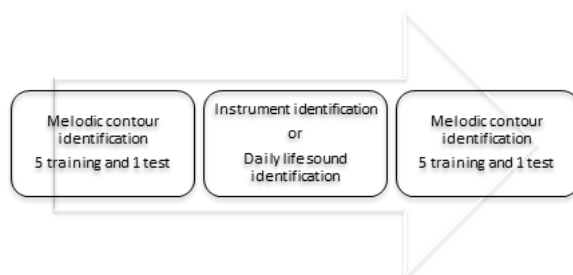 Melodic contour
identification
5 training and 1 test
Instrument identification
or
Daily life sound
identification
Melodic contour
identification
5 training and 1 test